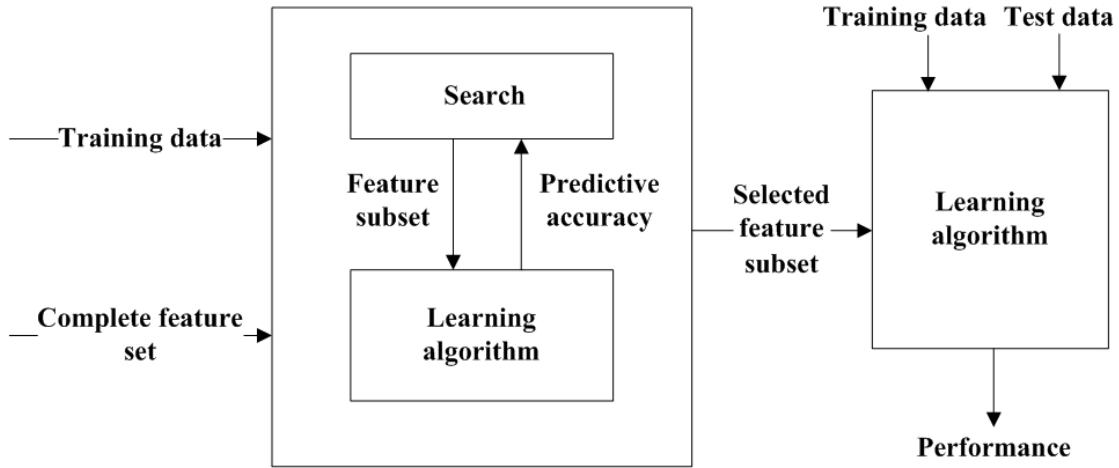 Training data
Complete feature
set
Search
Feature
subset
Predictive
accuracy
Learning
algorithm
Selected
feature
subset
Training data
Test data
Learning
algorithm
Performance